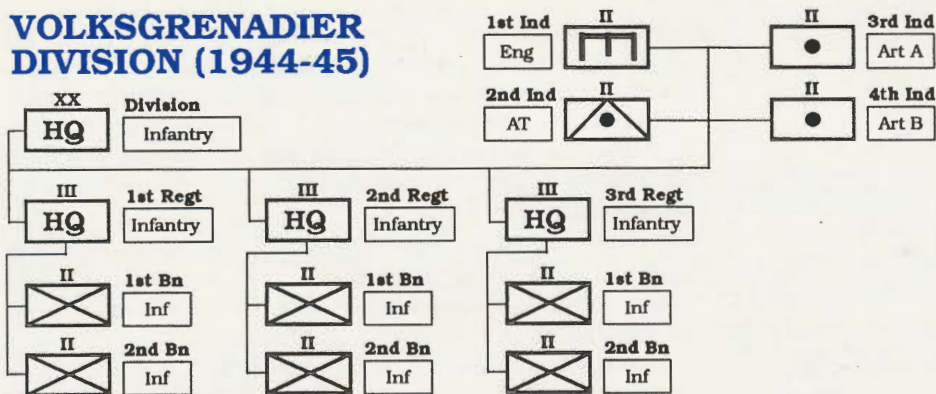 VOLKSGRENADIER
DIVISION (1944-45)
1st Ind
II
Eng
II
3rd Ind
Art A
2nd Ind
II
AT
II
4th Ind
Art B
XX
HQ
Division
Infantry
III
HQ
1st Regt
Infantry
III
HQ
2nd Regt
Infantry
III
HQ
3rd Regt
Infantry
II
1st Bn
Inf
II
1st Bn
Inf
II
1st Bn
Inf
II
2nd Bn
Inf
II
2nd Bn
Inf
II
2nd Bn
Inf